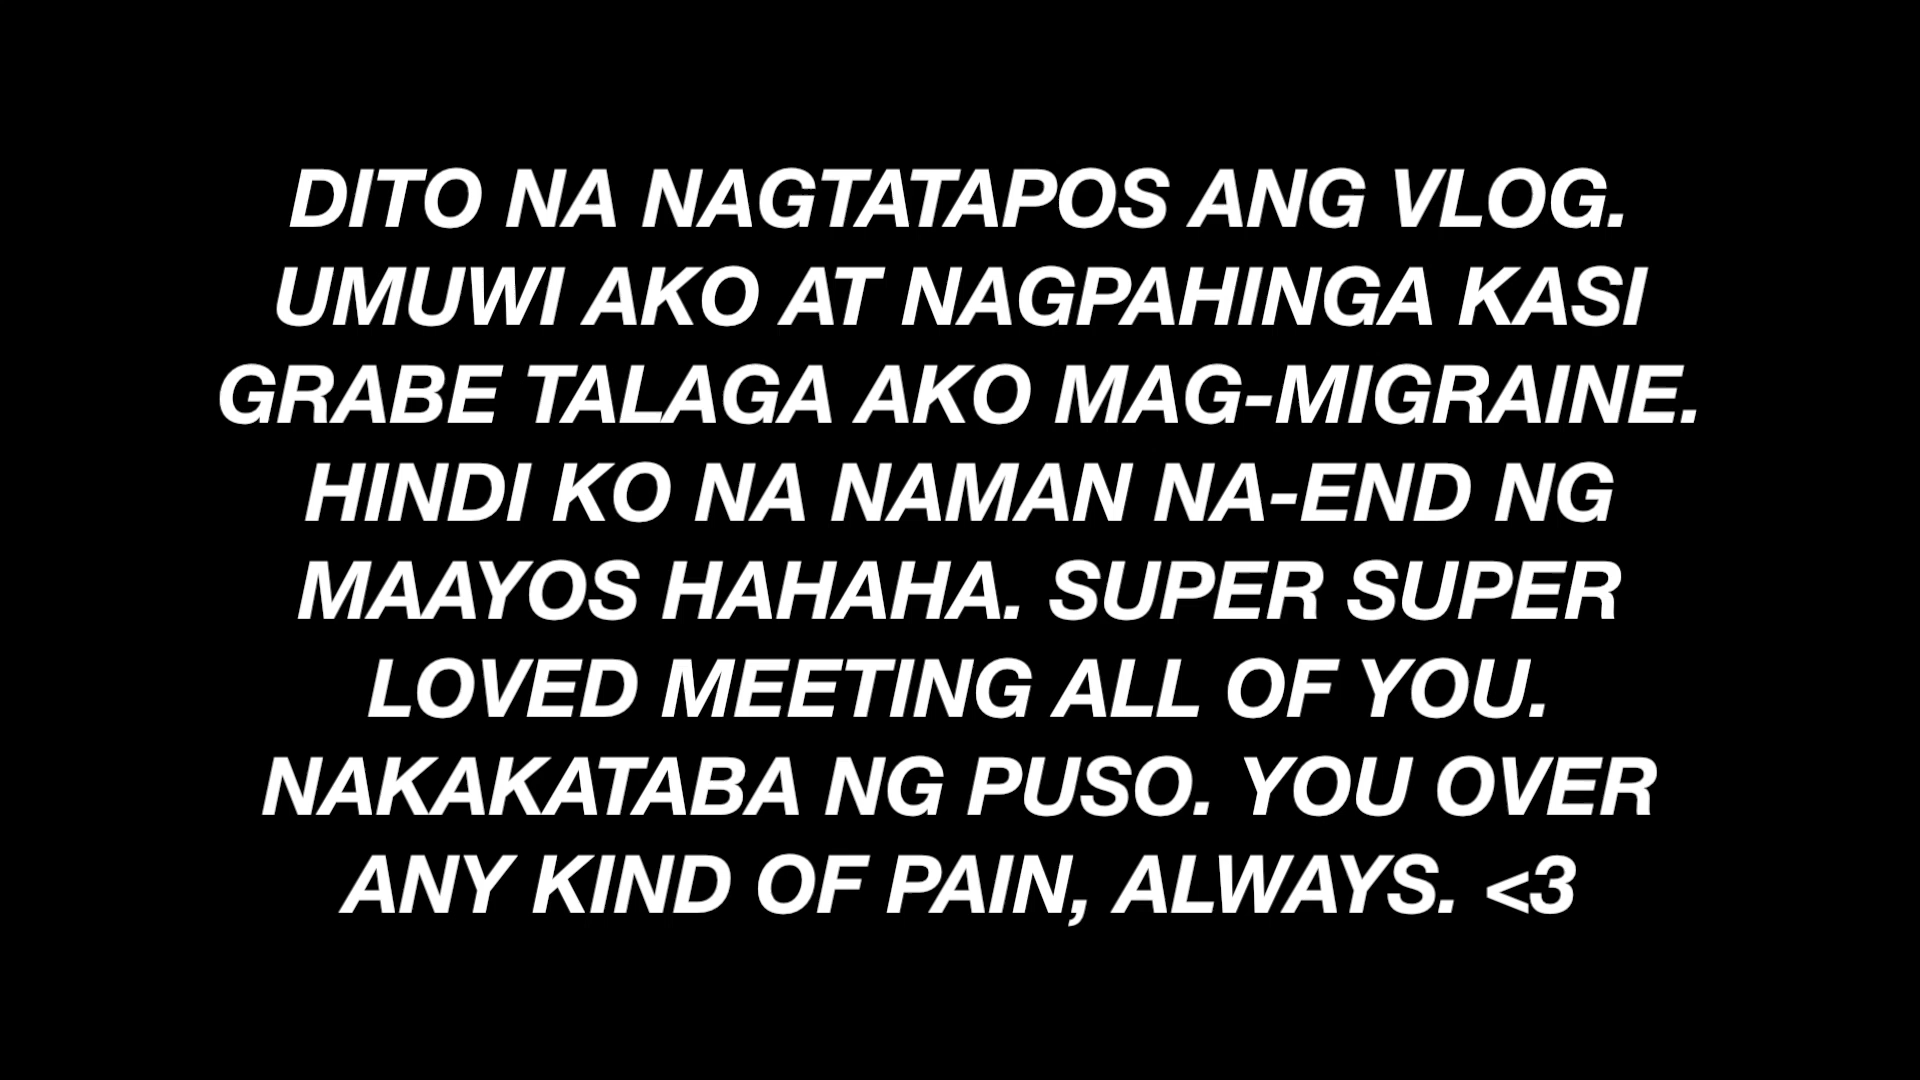 DITO NA NAGTATAPOS ANG VLOG.
UMUWI AKO AT NAGPAHINGA KASI
GRABE TALAGA AKO MAG-MIGRAINE.
HINDI KO NA NAMAN NA-END NG
MAAYOS HAHAHA. SUPER SUPER
LOVED MEETING ALL OF YOU.
NAKAKATABA NG PUSO. YOU OVER
ANY KIND OF PAIN, ALWAYS. <3